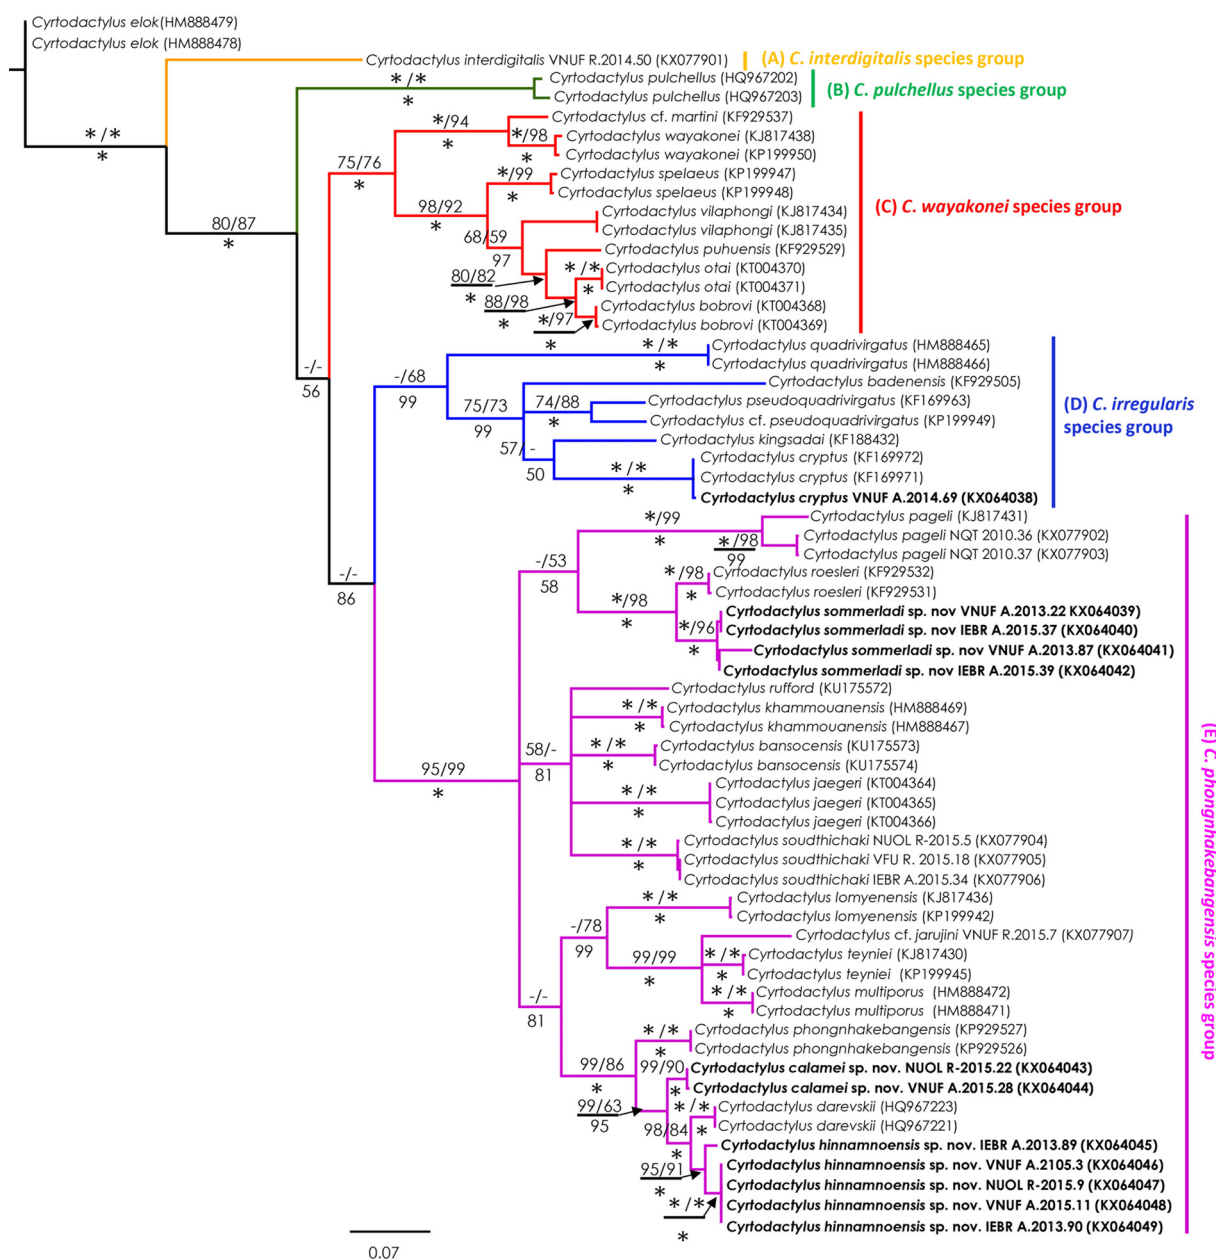 Cyrtodactylus elok (HM888479)
Cyrtodactylus elok (HM888478)
Cyrtodactylus interdigitalis VNUF R.2014.50 (KX077901)
(A) C. interdigitalis species group
*/*
*
Cyrtodactylus pulchellus (HQ967202)
Cyrtodactylus pulchellus (HQ967203)
(B) C. pulchellus species group
*/*
*
Cyrtodactylus cf. martini (KF929537)
*/94
*
Cyrtodactylus wayakonei (KJ817438)
*/98
*
Cyrtodactylus wayakonei (KP199950)
75/76
*
Cyrtodactylus spelaeus (KP199947)
*/99
*
Cyrtodactylus spelaeus (KP199948)
98/92
*
Cyrtodactylus vilaphongi (KJ817434)
(C) C. wayakonei species group
80/87
*
Cyrtodactylus vilaphongi (KJ817435)
68/59
97
Cyrtodactylus puhuensis (KF929529)
*/*
*
Cyrtodactylus otai (KT004370)
80/82
*
Cyrtodactylus otai (KT004371)
88/98
*
Cyrtodactylus bobrovi (KT004368)
*/97
*
Cyrtodactylus bobrovi (KT004369)
*/*
*
Cyrtodactylus quadrivirgatus (HM888465)
Cyrtodactylus quadrivirgatus (HM888466)
-/-
56
-/68
99
Cyrtodactylus badenensis (KF929505)
75/73
99
74/88
*
Cyrtodactylus pseudoquadrivirgatus (KF169963)
(D) C. irregularis
species group
Cyrtodactylus cf. pseudoquadrivirgatus (KP199949)
Cyrtodactylus kingsadai (KF188432)
57/-
50
Cyrtodactylus cryptus (KF169972)
*/*
*
Cyrtodactylus cryptus (KF169971)
Cyrtodactylus cryptus VNUF A.2014.69 (KX064038)
Cyrtodactylus pageli (KJ817431)
*/99
*
Cyrtodactylus pageli NQT 2010.36 (KX077902)
*/98
99
Cyrtodactylus pageli NQT 2010.37 (KX077903)
-/53
58
*/98
*
Cyrtodactylus roesleri (KF929532)
-/-
86
Cyrtodactylus roesleri (KF929531)
*/98
*
Cyrtodactylus sommerladi sp. nov VNUF A.2013.22 KX064039)
*/96
*
Cyrtodactylus sommerladi sp. nov IEBR A.2015.37 (KX064040)
Cyrtodactylus sommerladi sp. nov VNUF A.2013.87 (KX064041)
Cyrtodactylus sommerladi sp. nov IEBR A.2015.39 (KX064042)
Cyrtodactylus rufford (KU175572)
*/*
*
Cyrtodactylus khammouanensis (HM888469)
Cyrtodactylus khammouanensis (HM888467)
58/-
81
*/*
*
Cyrtodactylus bansocensis (KU175573)
Cyrtodactylus bansocensis (KU175574)
95/99
*
Cyrtodactylus jaegeri (KT004364)
*/*
*
Cyrtodactylus jaegeri (KT004365)
Cyrtodactylus jaegeri (KT004366)
*/*
*
Cyrtodactylus soudthichaki NUOL R-2015.5 (KX077904)
Cyrtodactylus soudthichaki VFU R. 2015.18 (KX077905)
Cyrtodactylus soudthichaki IEBR A.2015.34 (KX077906)
(E) C. phongnhakebangensis species group
*/*
*
Cyrtodactylus lomyenensis (KJ817436)
Cyrtodactylus lomyenensis (KP199942)
-/78
99
Cyrtodactylus cf. jarujini VNUF R.2015.7 (KX077907)
99/99
*
*/*
*
Cyrtodactylus teyniei (KJ817430)
Cyrtodactylus teyniei (KP199945)
*/*
*
Cyrtodactylus multiporus (HM888472)
Cyrtodactylus multiporus (HM888471)
-/-
81
*/*
*
Cyrtodactylus phongnhakebangensis (KP929527)
Cyrtodactylus phongnhakebangensis (KP929526)
99/86
*
99/90
*
Cyrtodactylus calamei sp. nov. NUOL R-2015.22 (KX064043)
Cyrtodactylus calamei sp. nov. VNUF A.2015.28 (KX064044)
99/63
95
*/*
*
Cyrtodactylus darevskii (HQ967223)
Cyrtodactylus darevskii (HQ967221)
98/84
*
Cyrtodactylus hinnamnoensis sp. nov. IEBR A.2013.89 (KX064045)
95/91
*
Cyrtodactylus hinnamnoensis sp. nov. VNUF A.2105.3 (KX064046)
Cyrtodactylus hinnamnoensis sp. nov. NUOL R-2015.9 (KX064047)
*/*
*
Cyrtodactylus hinnamnoensis sp. nov. VNUF A.2015.11 (KX064048)
Cyrtodactylus hinnamnoensis sp. nov. IEBR A.2013.90 (KX064049)
0.07